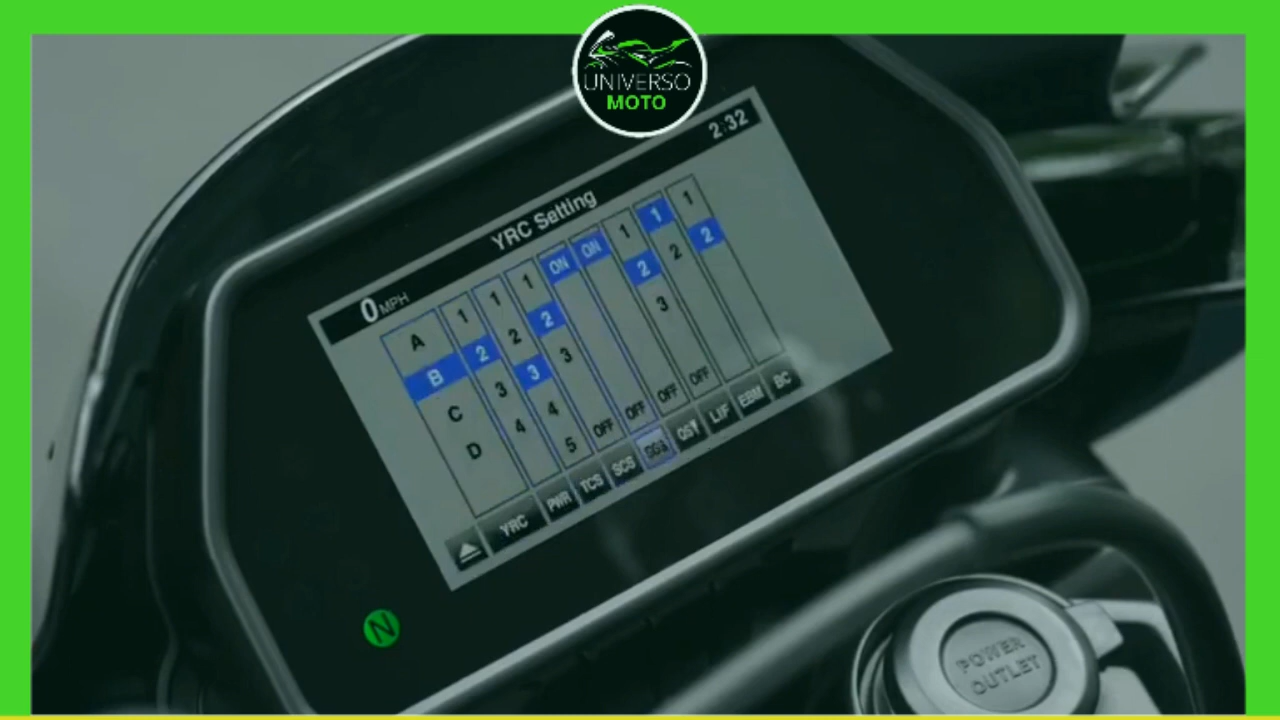 UNIVERSO
MOTO
0 MPH
YRC Setting
2:32
A 1 1 1 ON ON 1 1 1
B 2 2 2 2 2 2
C 3 3 3 3
D 4 4
5 OFF OFF OFF OFF
YRC PWR TCS SCS LIF EBM BC
N
POWER
OUTLET